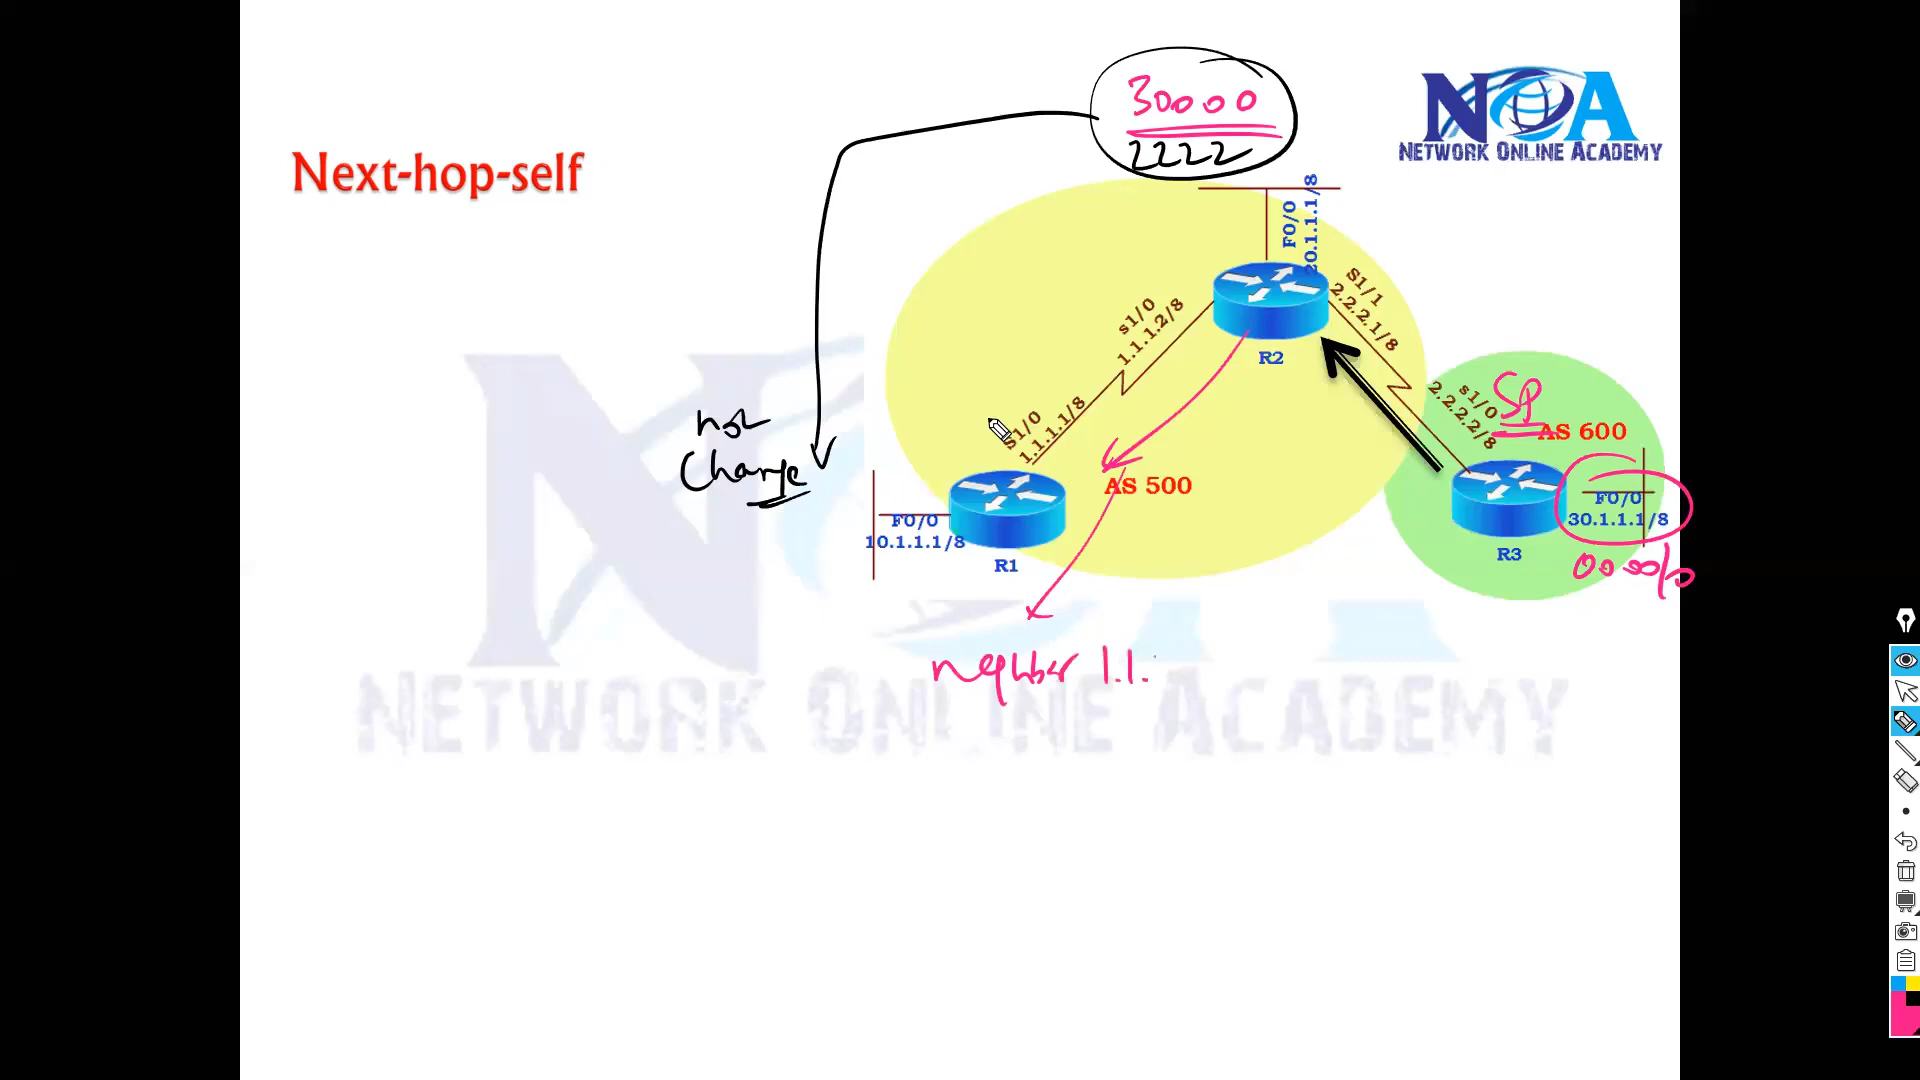 30000
2222
NOA
NETWORK ONLINE ACADEMY
Next-hop-self
F0/0
20.1.1.1/8
S1/1
2.2.2.1/8
s1/0
1.1.1.2/8
R2
s1/0
2.2.2.2/8
SP
AS 600
not
Change
S1/0
1.1.1.1/8
AS 500
F0/0
10.1.1.1/8
R1
F0/0
30.1.1.1/8
R3
neghber 1.1.
NETWORK ONLINE ACADEMY